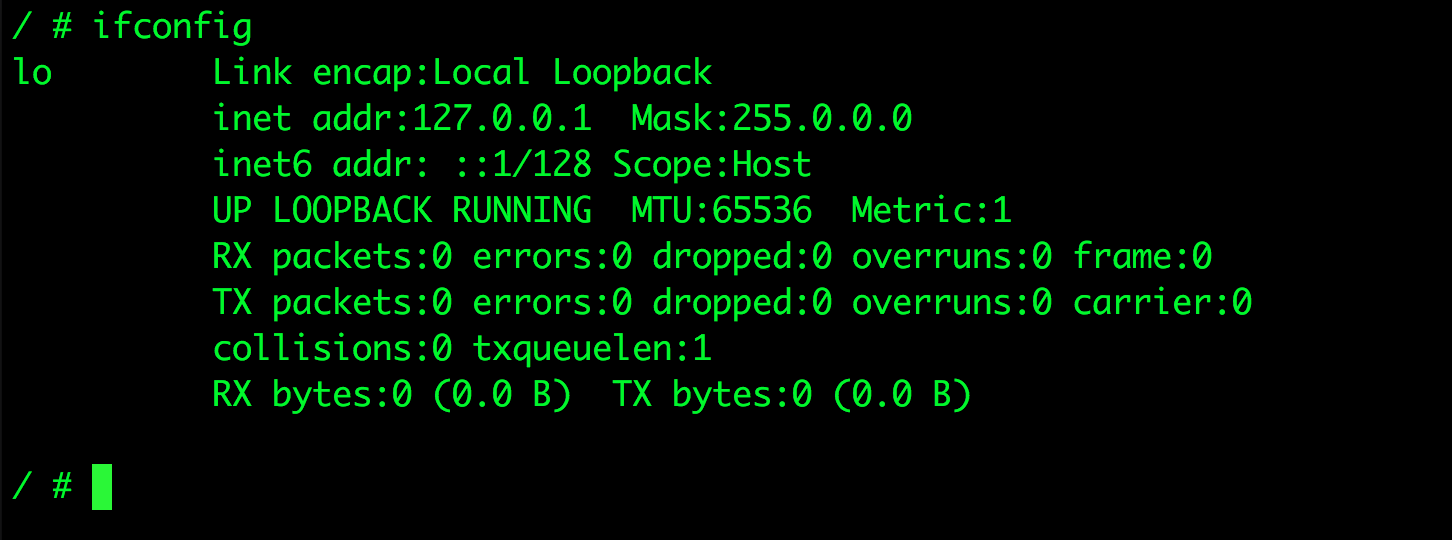 / # ifconfig
lo        Link encap:Local Loopback
          inet addr:127.0.0.1  Mask:255.0.0.0
          inet6 addr: ::1/128 Scope:Host
          UP LOOPBACK RUNNING  MTU:65536  Metric:1
          RX packets:0 errors:0 dropped:0 overruns:0 frame:0
          TX packets:0 errors:0 dropped:0 overruns:0 carrier:0
          collisions:0 txqueuelen:1
          RX bytes:0 (0.0 B)  TX bytes:0 (0.0 B)

/ #